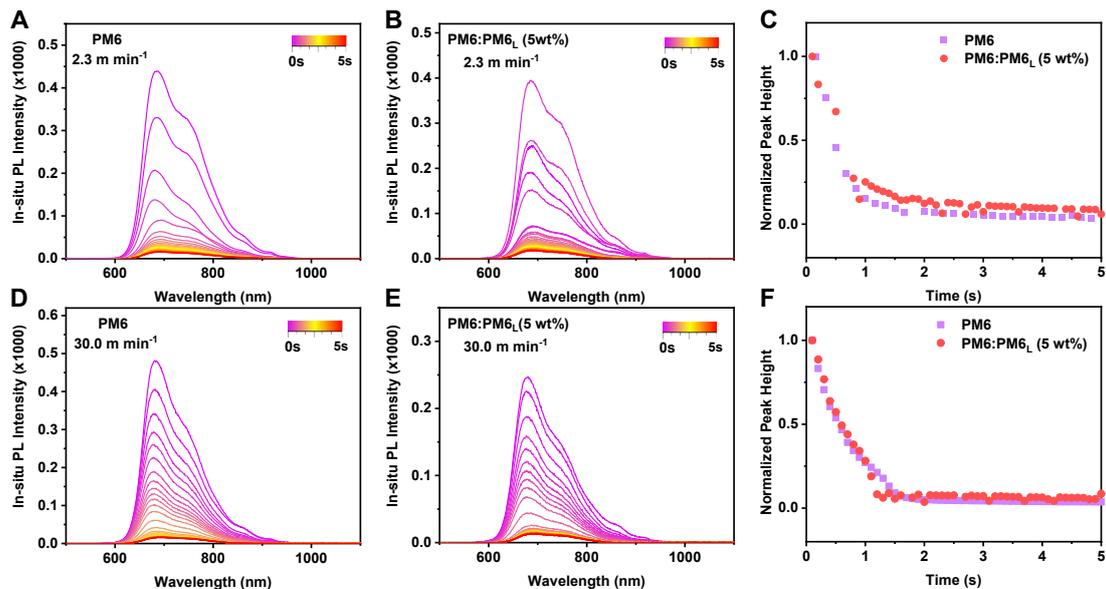 A
PM6
2.3 m min⁻¹
0s 5s
In-situ PL Intensity (x1000)
0.5
0.4
0.3
0.2
0.1
0.0
600 800 1000
Wavelength (nm)
B
PM6:PM6L (5wt%)
2.3 m min⁻¹
0s 5s
In-situ PL Intensity (x1000)
0.5
0.4
0.3
0.2
0.1
0.0
600 800 1000
Wavelength (nm)
C
PM6
PM6:PM6L (5 wt%)
Normalized Peak Height
1.0
0.5
0.0
0 1 2 3 4 5
Time (s)
D
PM6
30.0 m min⁻¹
0s 5s
In-situ PL Intensity (x1000)
0.6
0.5
0.4
0.3
0.2
0.1
0.0
600 800 1000
Wavelength (nm)
E
PM6:PM6L(5 wt%)
30.0 m min⁻¹
0s 5s
In-situ PL Intensity (x1000)
0.3
0.2
0.1
0.0
600 800 1000
Wavelength (nm)
F
PM6
PM6:PM6L (5 wt%)
Normalized Peak Height
1.0
0.5
0.0
0 1 2 3 4 5
Time (s)